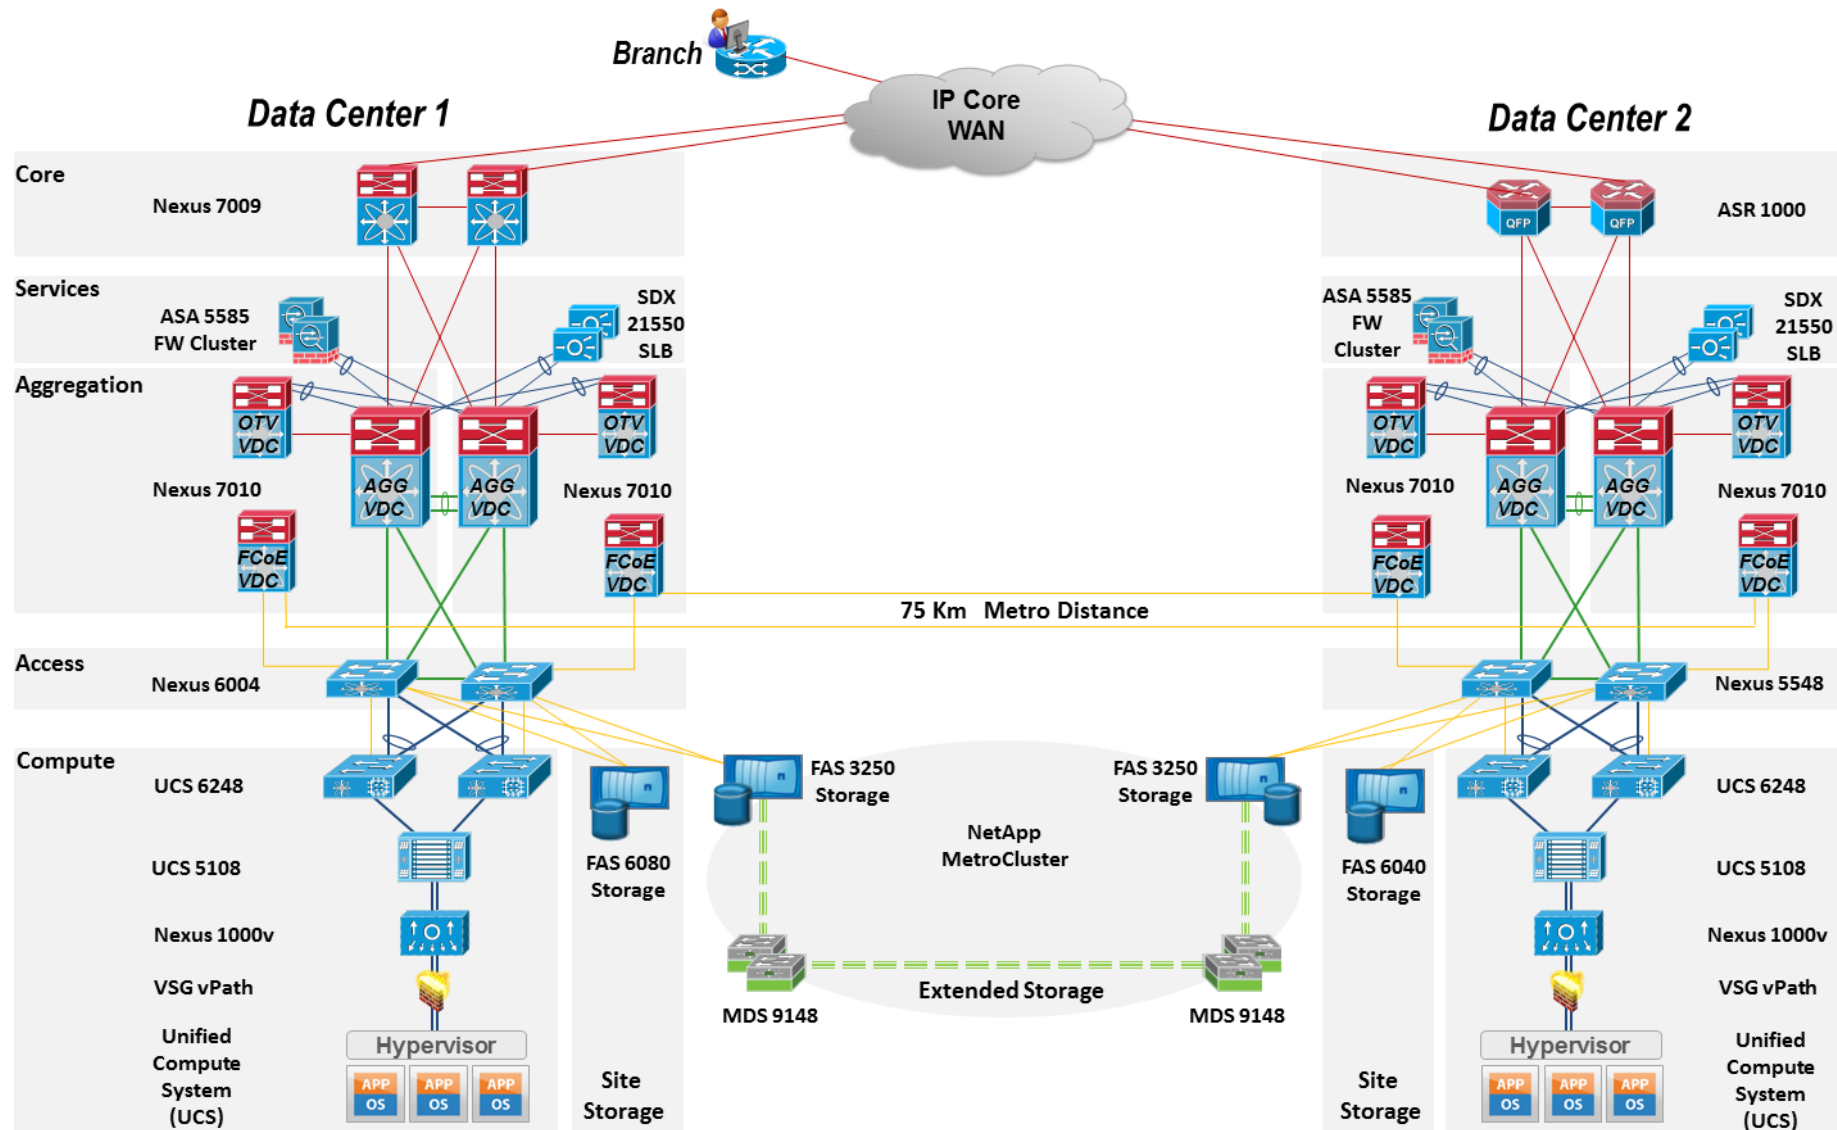 Branch
IP Core
WAN
Data Center 1
Data Center 2
Core
Nexus 7009
QFP
QFP
ASR 1000
Services
ASA 5585
FW Cluster
SDX
21550
SLB
ASA 5585
FW
Cluster
SDX
21550
SLB
Aggregation
OTV
VDC
AGG
VDC
AGG
VDC
OTV
VDC
Nexus 7010
Nexus 7010
FCoE
VDC
FCoE
VDC
OTV
VDC
AGG
VDC
AGG
VDC
OTV
VDC
Nexus 7010
Nexus 7010
FCoE
VDC
FCoE
VDC
75 Km   Metro Distance
Access
Nexus 6004
Nexus 5548
Compute
UCS 6248
UCS 5108
Nexus 1000v
VSG vPath
Unified
Compute
System
(UCS)
Hypervisor
APP
OS
APP
OS
APP
OS
n
FAS 6080
Storage
Site
Storage
n
FAS 3250
Storage
NetApp
MetroCluster
FAS 3250
Storage
n
MDS 9148
Extended Storage
MDS 9148
n
FAS 6040
Storage
Site
Storage
UCS 6248
UCS 5108
Nexus 1000v
VSG vPath
Unified
Compute
System
(UCS)
Hypervisor
APP
OS
APP
OS
APP
OS